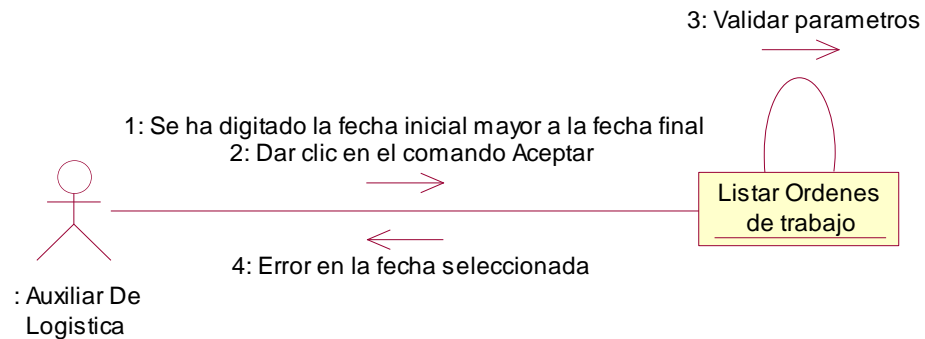 3: Validar parametros
1: Se ha digitado la fecha inicial mayor a la fecha final
2: Dar clic en el comando Aceptar
Listar Ordenes
de trabajo
4: Error en la fecha seleccionada
: Auxiliar De
Logistica